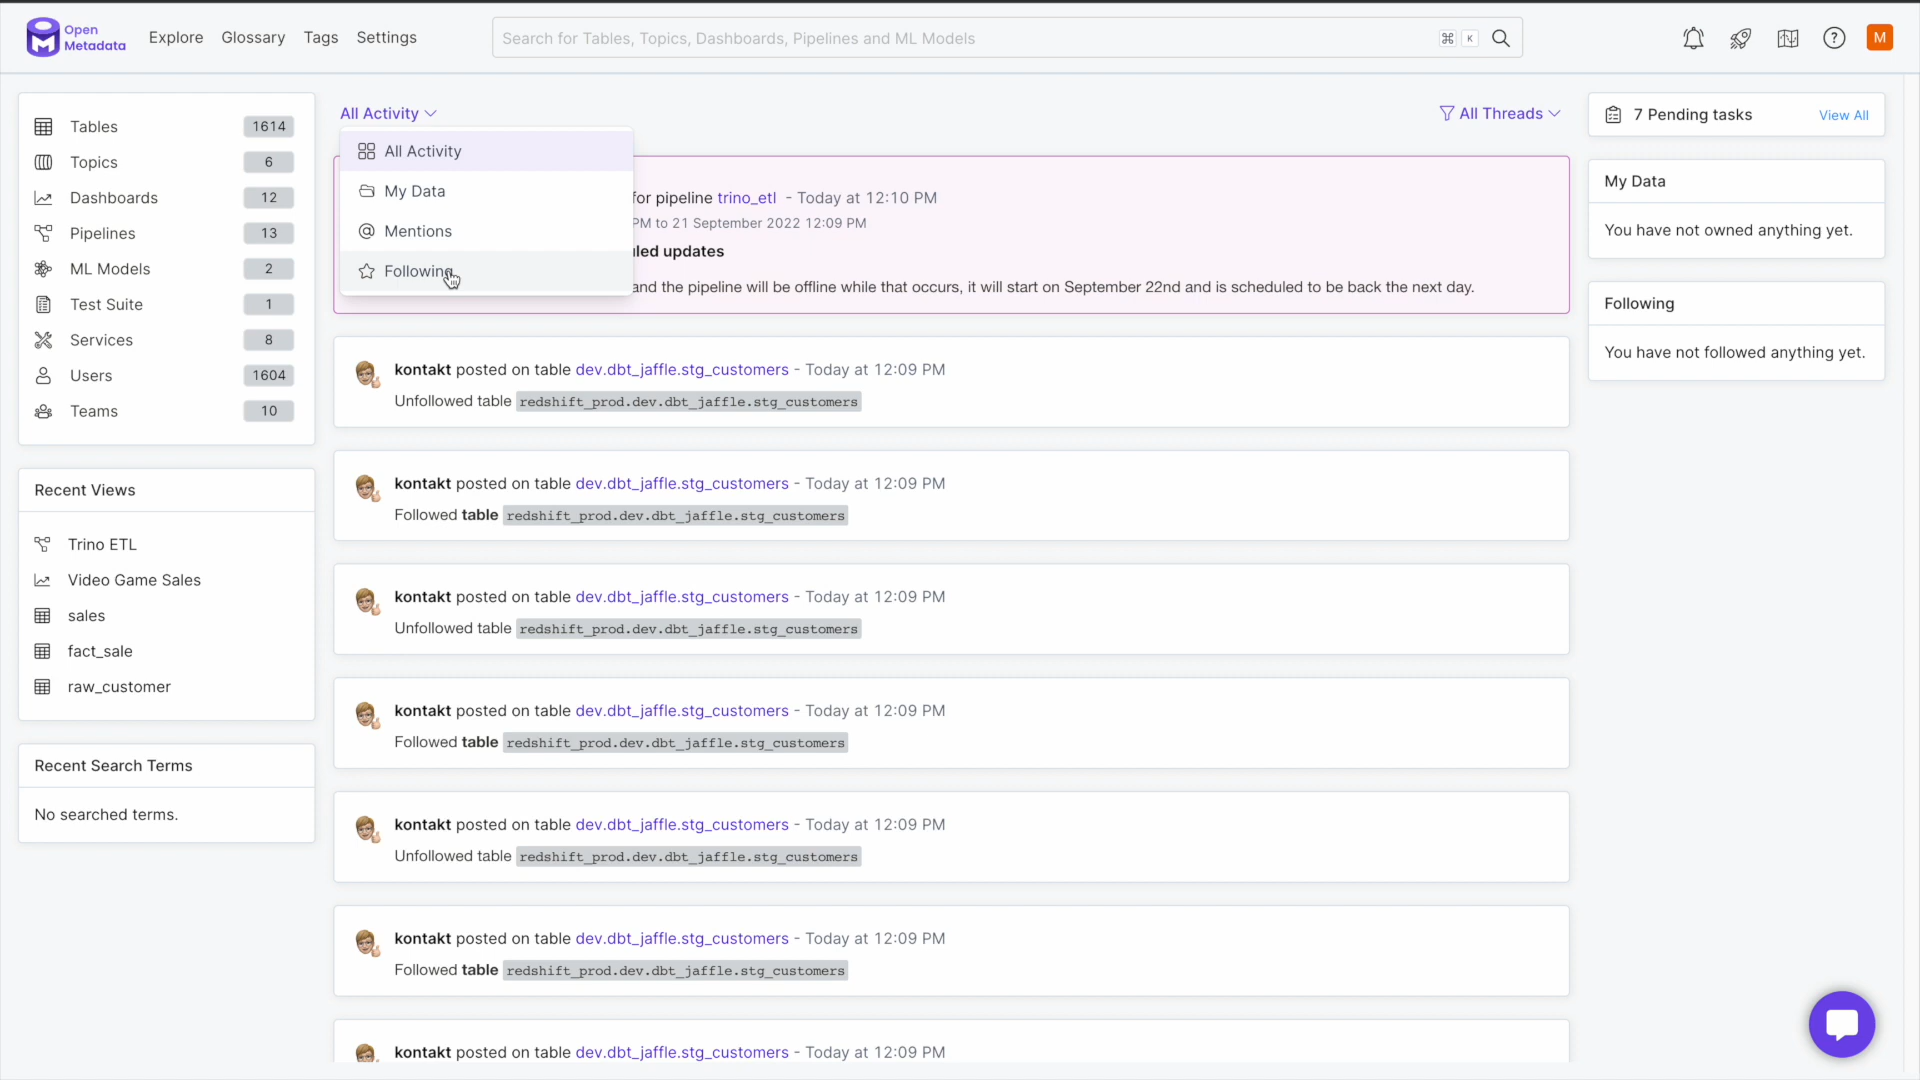 Open
Metadata
Explore Glossary Tags Settings
Search for Tables, Topics, Dashboards, Pipelines and ML Models
⌘ K
M
Tables 1614
Topics 6
Dashboards 12
Pipelines 13
ML Models 2
Test Suite 1
Services 8
Users 1604
Teams 10
Recent Views
Trino ETL
Video Game Sales
sales
fact_sale
raw_customer
Recent Search Terms
No searched terms.
All Activity
All Threads
All Activity
My Data
Mentions
Following
for pipeline trino_etl - Today at 12:10 PM
PM to 21 September 2022 12:09 PM
led updates
and the pipeline will be offline while that occurs, it will start on September 22nd and is scheduled to be back the next day.
kontakt posted on table dev.dbt_jaffle.stg_customers - Today at 12:09 PM
Unfollowed table redshift_prod.dev.dbt_jaffle.stg_customers
kontakt posted on table dev.dbt_jaffle.stg_customers - Today at 12:09 PM
Followed table redshift_prod.dev.dbt_jaffle.stg_customers
kontakt posted on table dev.dbt_jaffle.stg_customers - Today at 12:09 PM
Unfollowed table redshift_prod.dev.dbt_jaffle.stg_customers
kontakt posted on table dev.dbt_jaffle.stg_customers - Today at 12:09 PM
Followed table redshift_prod.dev.dbt_jaffle.stg_customers
kontakt posted on table dev.dbt_jaffle.stg_customers - Today at 12:09 PM
Unfollowed table redshift_prod.dev.dbt_jaffle.stg_customers
kontakt posted on table dev.dbt_jaffle.stg_customers - Today at 12:09 PM
Followed table redshift_prod.dev.dbt_jaffle.stg_customers
kontakt posted on table dev.dbt_jaffle.stg_customers - Today at 12:09 PM
7 Pending tasks View All
My Data
You have not owned anything yet.
Following
You have not followed anything yet.